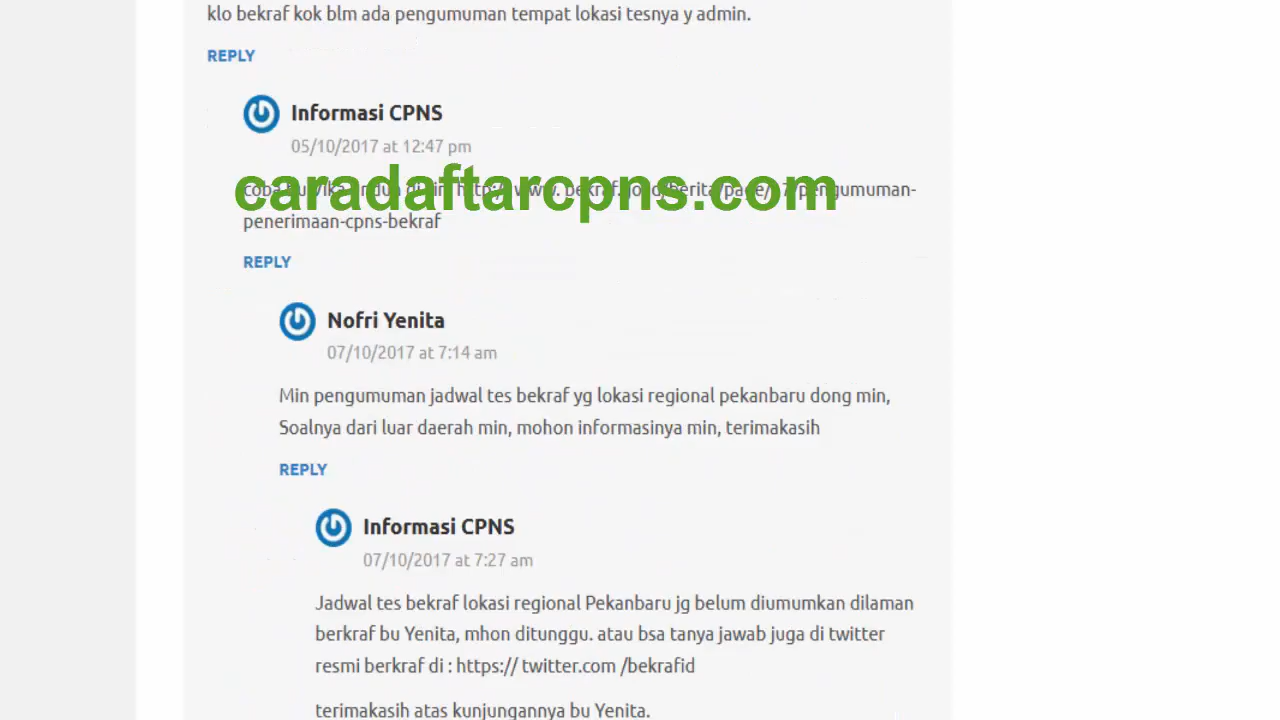 klo bekraf kok blm ada pengumuman tempat lokasi tesnya y admin.
REPLY
Informasi CPNS
05/10/2017 at 12:47 pm
caradaftarcpns.com
coba
penerimaan-cpns-bekraf
REPLY
Nofri Yenita
07/10/2017 at 7:14 am
Min pengumuman jadwal tes bekraf yg lokasi regional pekanbaru dong min,
Soalnya dari luar daerah min, mohon informasinya min, terimakasih
REPLY
Informasi CPNS
07/10/2017 at 7:27 am
Jadwal tes bekraf lokasi regional Pekanbaru jg belum diumumkan dilaman
berkraf bu Yenita, mhon ditunggu. atau bsa tanya jawab juga di twitter
resmi berkraf di : https:// twitter.com /bekrafid
terimakasih atas kunjungannya bu Yenita.